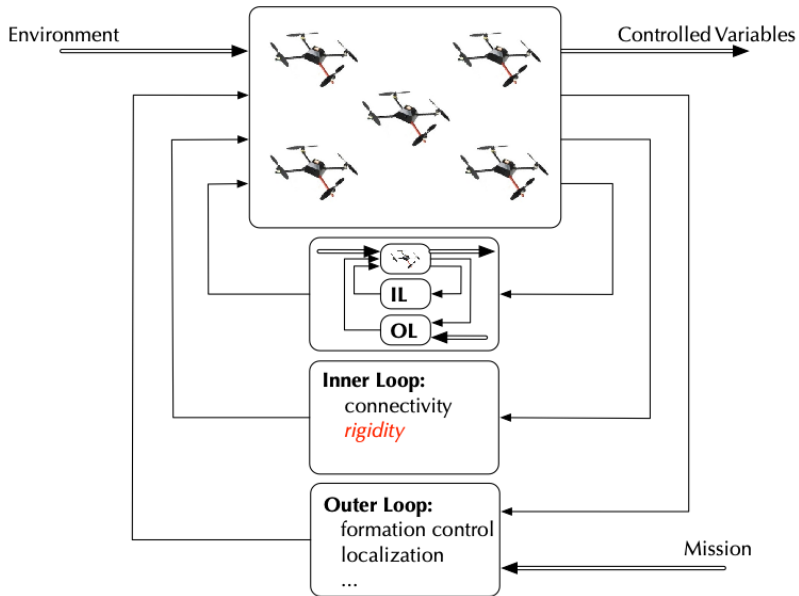 Environment
Controlled Variables
IL
OL
Inner Loop:
connectivity
rigidity
Outer Loop:
formation control
localization
...
Mission